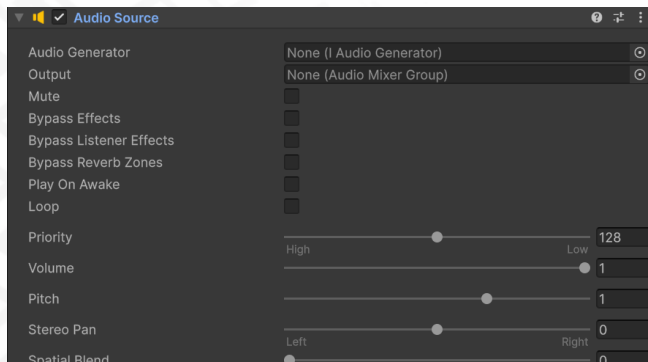 Audio Source
Audio Generator None (I Audio Generator)
Output None (Audio Mixer Group)
Mute
Bypass Effects
Bypass Listener Effects
Bypass Reverb Zones
Play On Awake
Loop
Priority 128
High Low
Volume 1
Pitch 1
Stereo Pan 0
Left Right
Spatial Blend 0